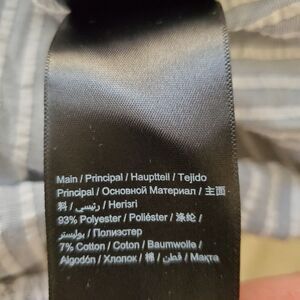 Main / Principal / Hauptteil / Tejido
Principal / Основной Материал / 主面
料 / رئيسي / Herisri
93% Polyester / Poliéster / 涤纶 /
بوليستر / Полиэстер
7% Cotton / Coton / Baumwolle /
Algodón / Хлопок / 棉 / قطن / Мақта